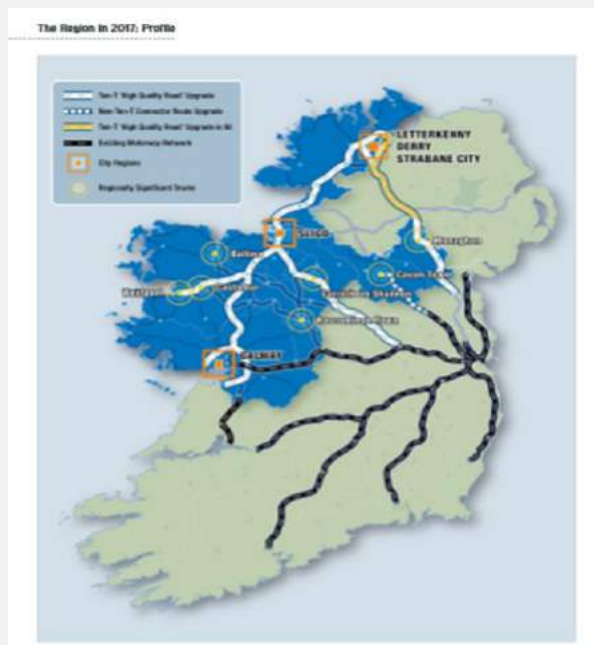 The Region in 2017: Profile
Ten-T 'High Quality Road' Upgrade
Non-Ten-T Connector Route Upgrade
Ten-T 'High Quality Road' Upgrade in NI
Existing Motorway Network
City Regions
Regionally Significant Towns
LETTERKENNY
DERRY
STRABANE CITY
SLIGO
Monaghan
Ballina
Cavan Town
Westport
Castlebar
Carrick on Shannon
Roscommon Town
GALWAY